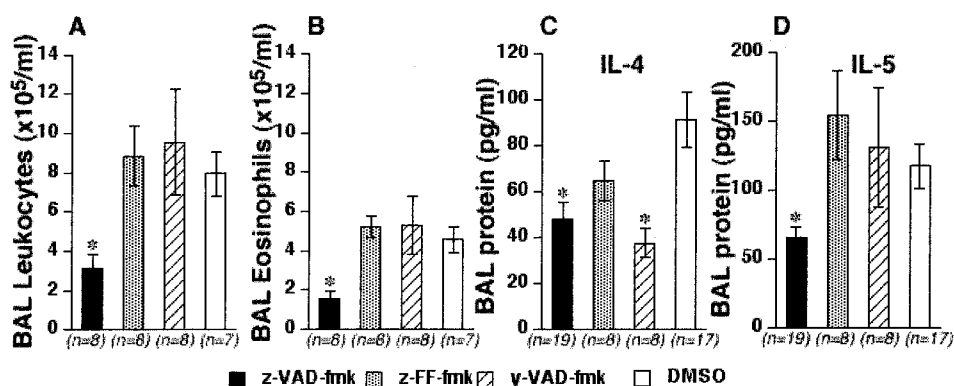 A
BAL Leukocytes (x10⁵/ml)
14
12
10
8
6
4
2
0
(n=8) (n=6) (n=8) (n=7)
B
BAL Eosinophils (x10⁵/ml)
14
12
10
8
6
4
2
0
(n=8) (n=6) (n=8) (n=7)
C
IL-4
BAL protein (pg/ml)
120
100
80
60
40
20
0
*
*
(n=19) (n=8) (n=8) (n=17)
D
IL-5
BAL protein (pg/ml)
200
150
100
50
0
*
(n=19) (n=8) (n=8) (n=17)
z-VAD-fmk z-FF-fmk y-VAD-fmk DMSO